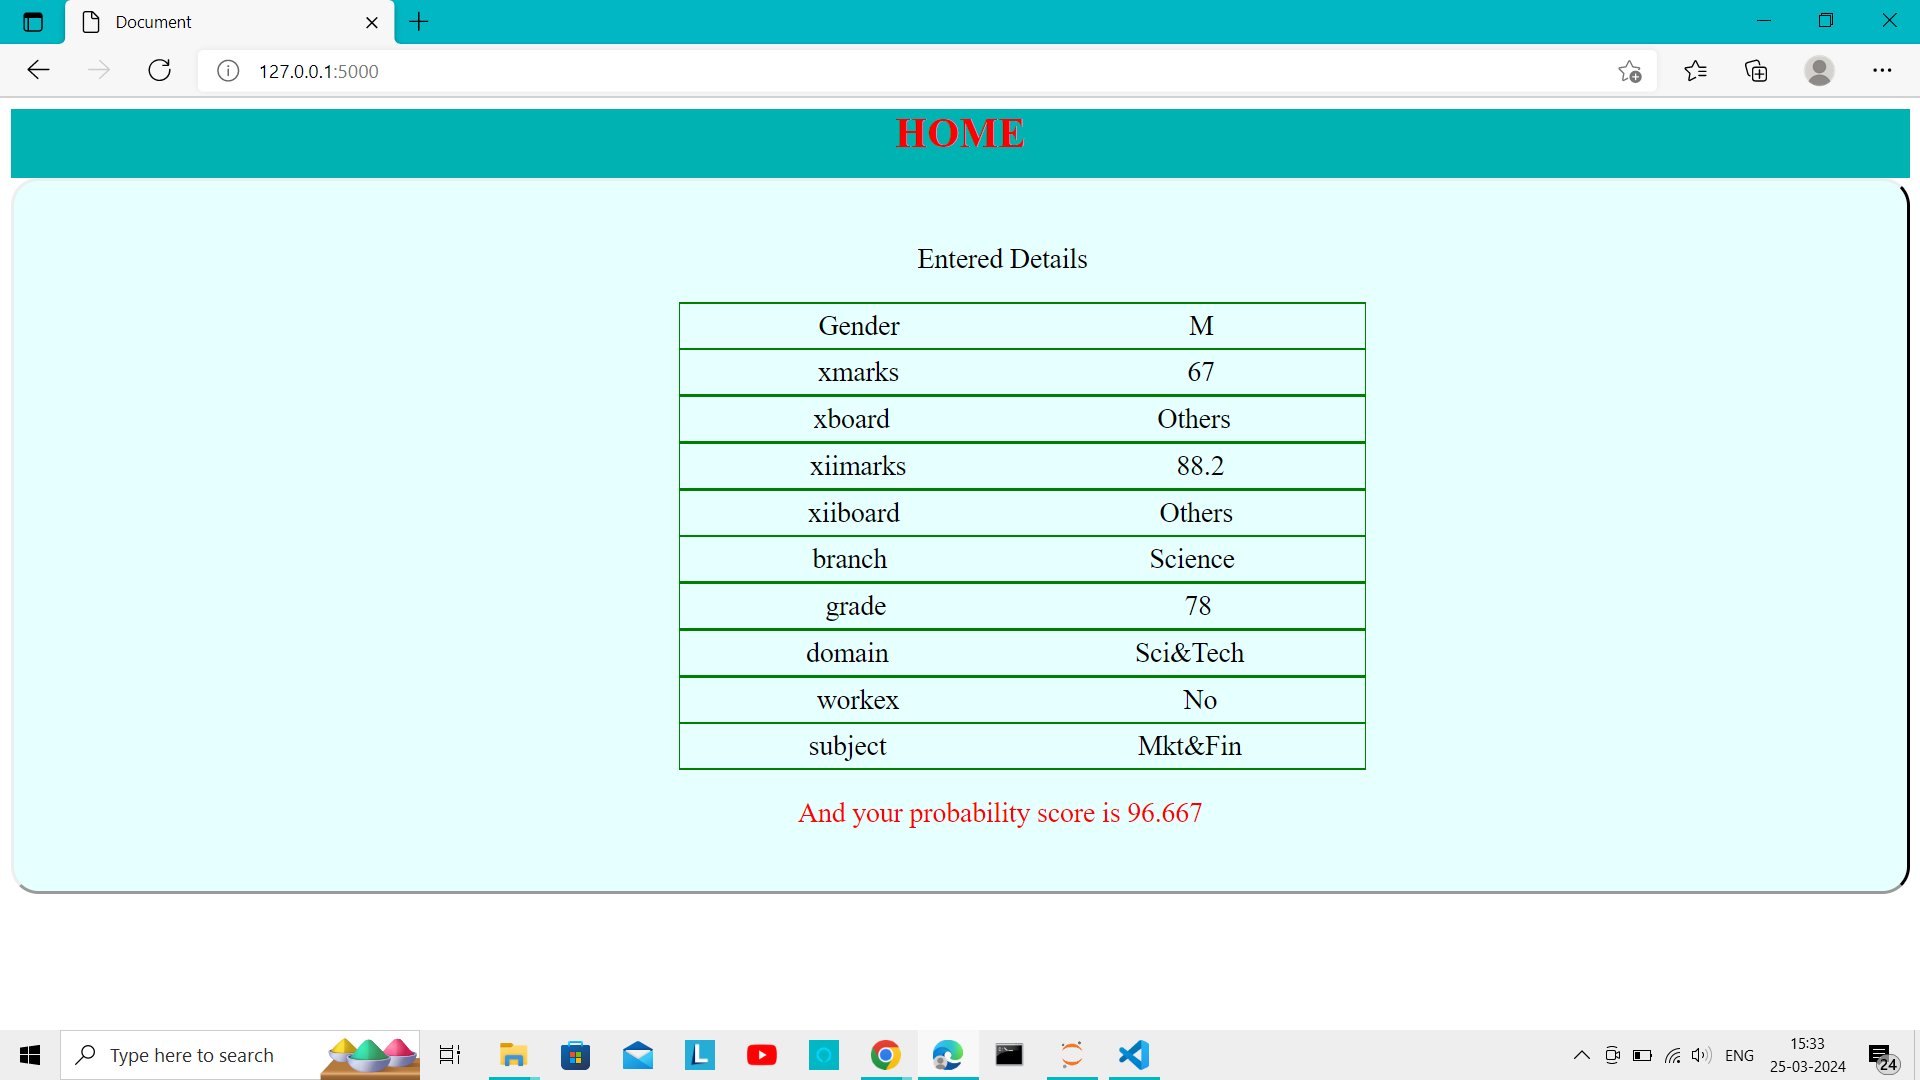 Document
127.0.0.1:5000
HOME
Entered Details
Gender M
xmarks 67
xboard Others
xiimarks 88.2
xiiboard Others
branch Science
grade 78
domain Sci&Tech
workex No
subject Mkt&Fin
And your probability score is 96.667
Type here to search
L
ENG
15:33
25-03-2024
24